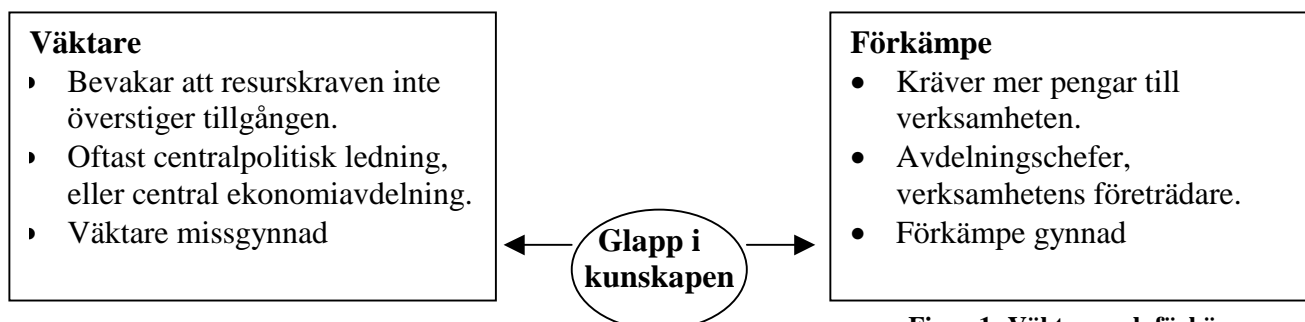 Väktare
• Bevakar att resurskraven inte
överstiger tillgången.
• Oftast centralpolitisk ledning,
eller central ekonomiavdelning.
• Väktare missgynnad
Glapp i
kunskapen
Förkämpe
• Kräver mer pengar till
verksamheten.
• Avdelningschefer,
verksamhetens företrädare.
• Förkämpe gynnad